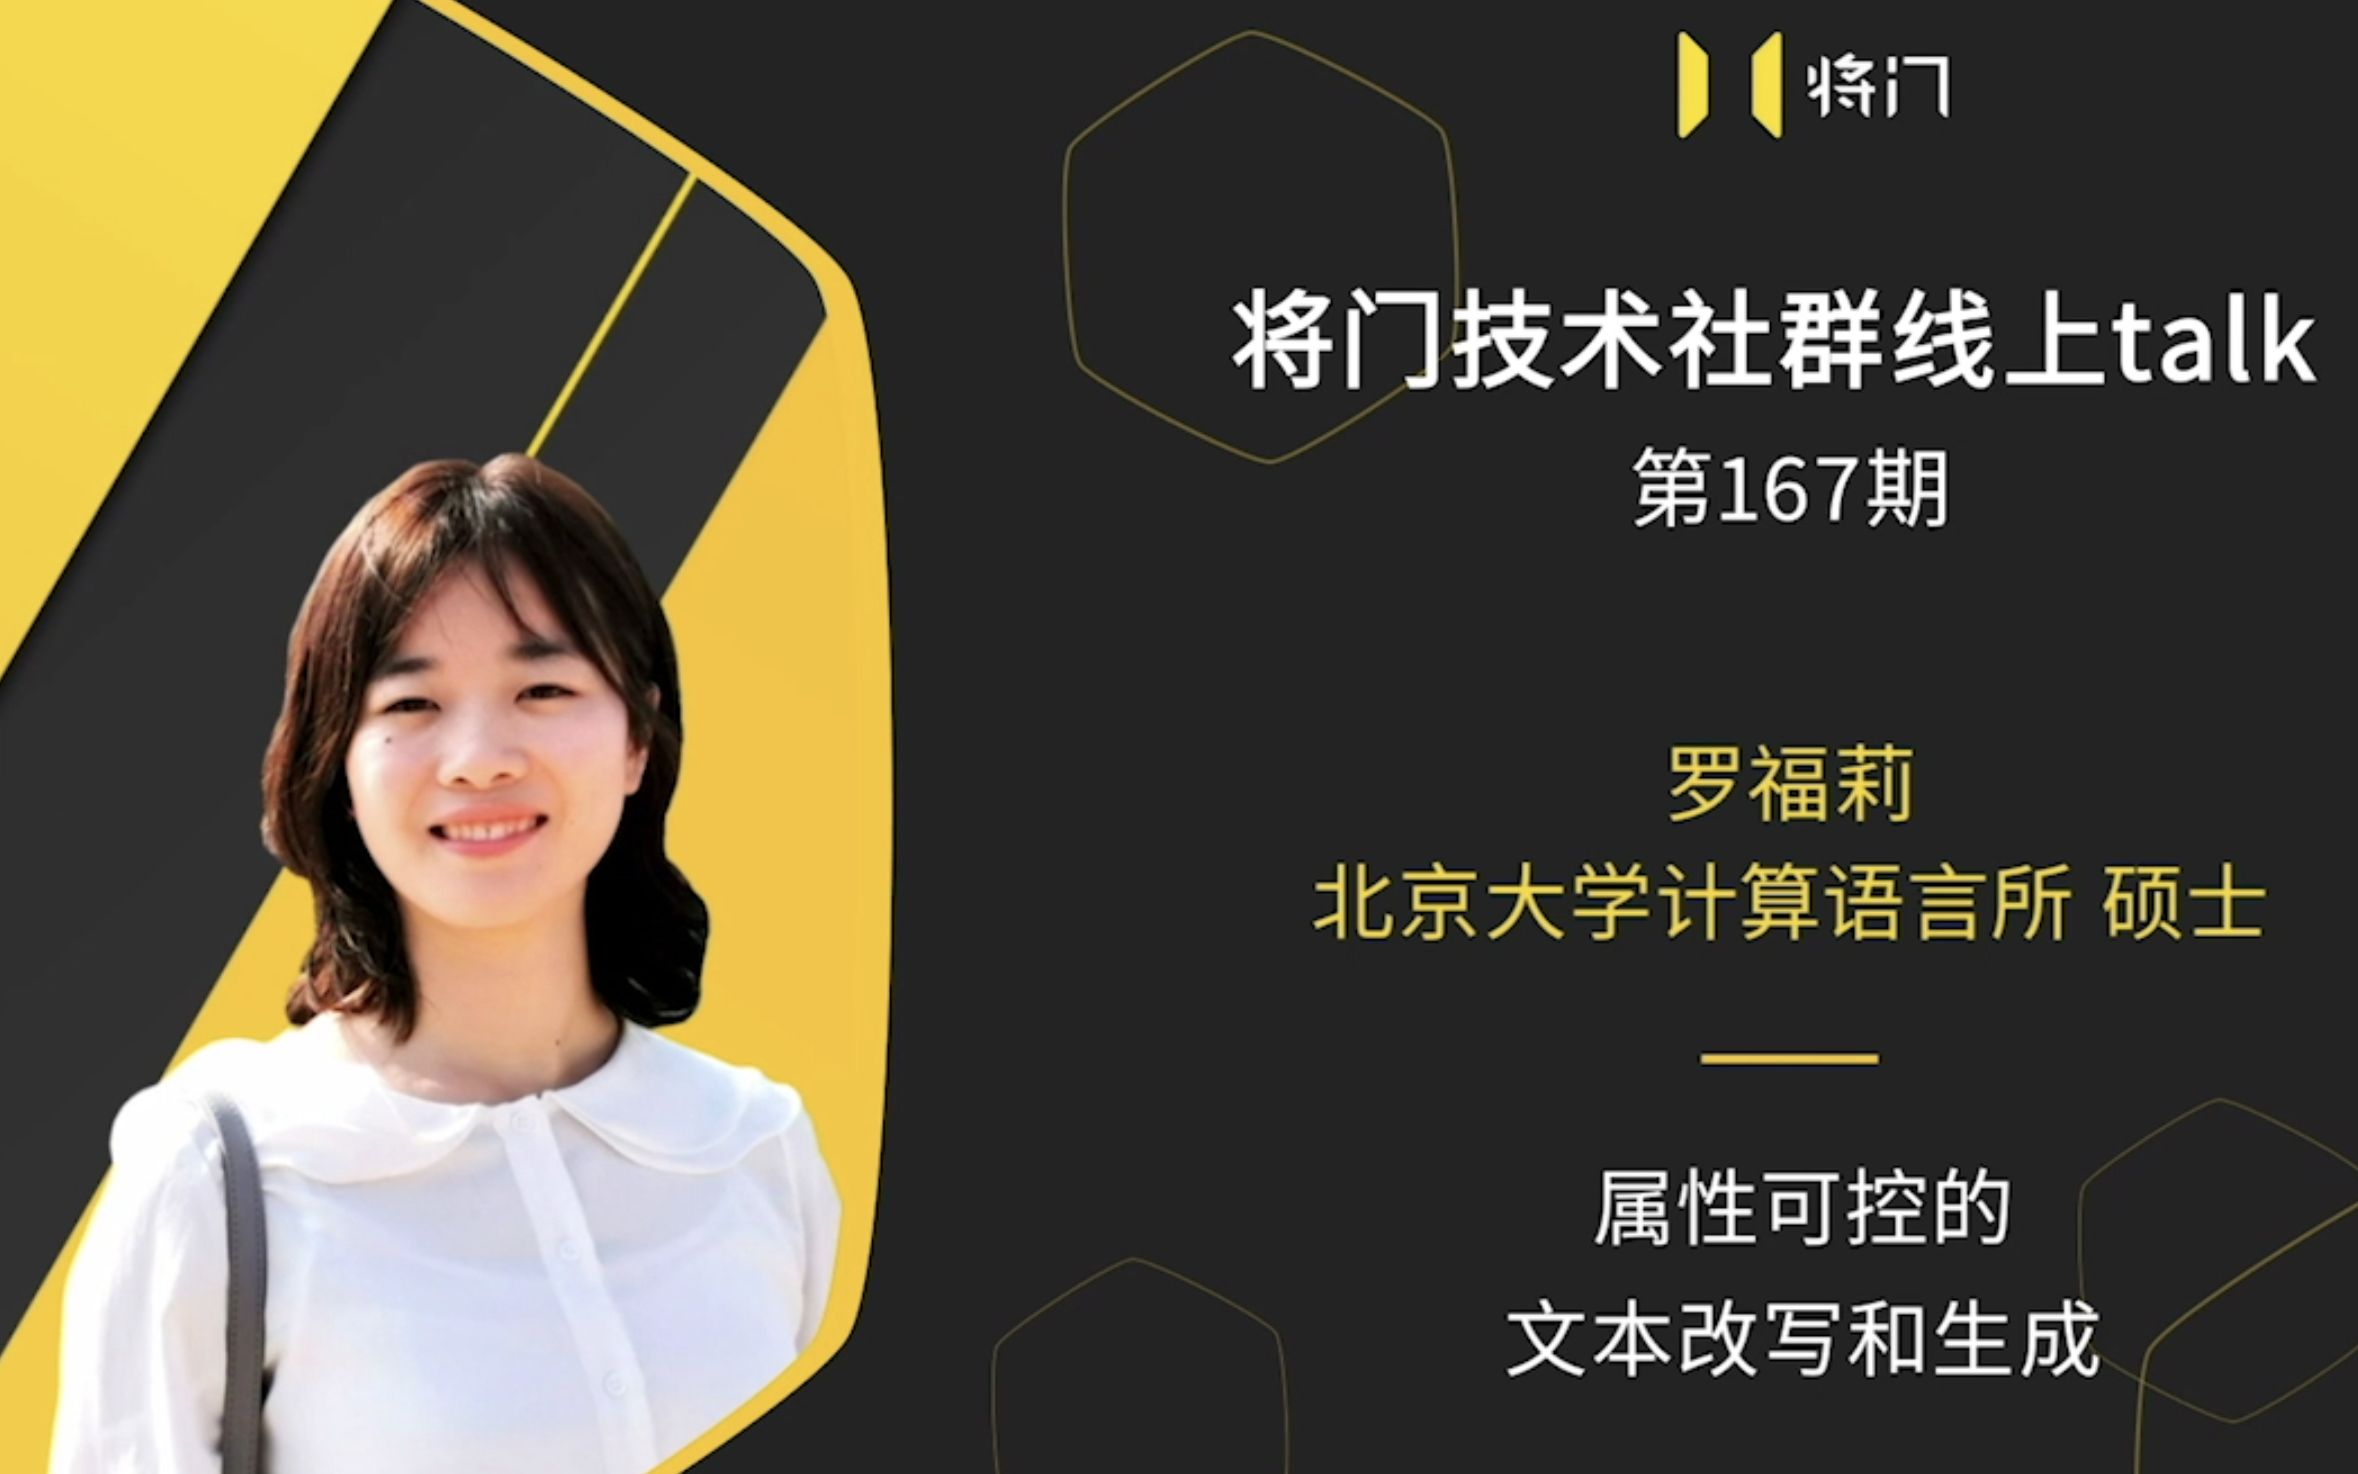 将门
将门技术社群线上talk
第167期
罗福莉
北京大学计算语言所 硕士
属性可控的
文本改写和生成